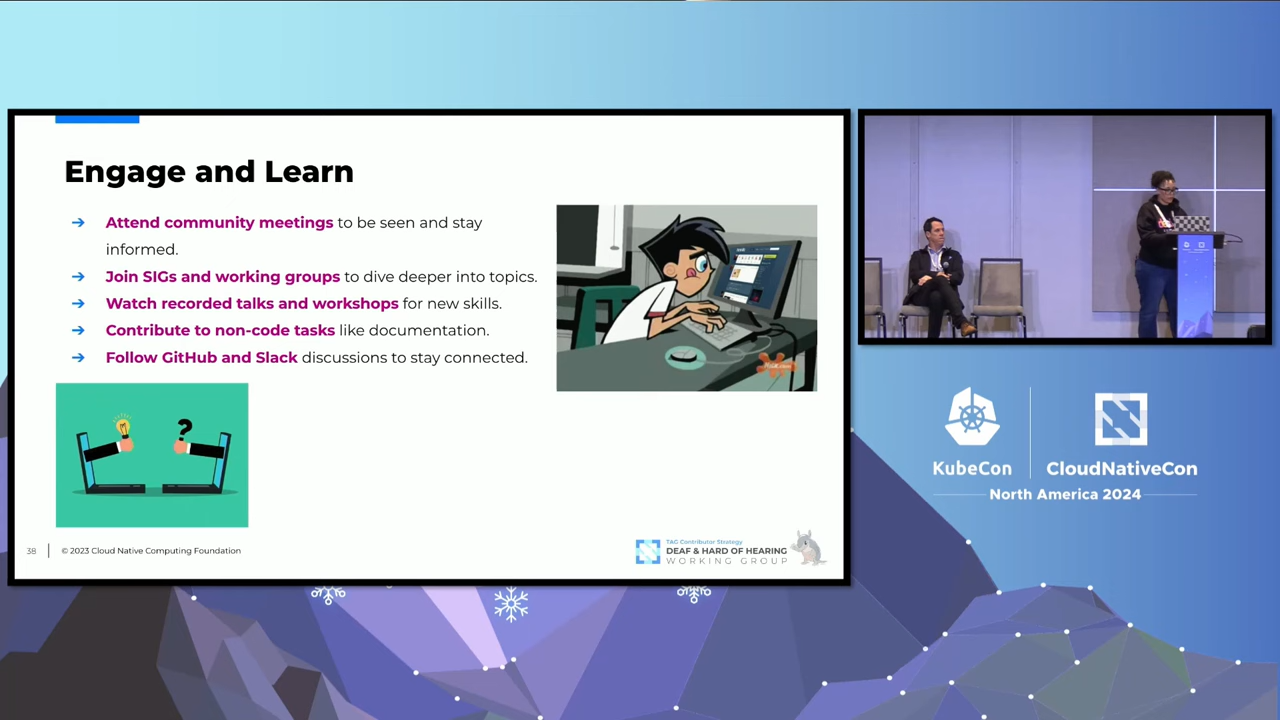 Engage and Learn
➔ Attend community meetings to be seen and stay
informed.
➔ Join SIGs and working groups to dive deeper into topics.
➔ Watch recorded talks and workshops for new skills.
➔ Contribute to non-code tasks like documentation.
➔ Follow GitHub and Slack discussions to stay connected.
?
38
© 2023 Cloud Native Computing Foundation
TAG Contributor Strategy
DEAF & HARD OF HEARING
WORKING GROUP
KubeCon
CloudNativeCon
North America 2024